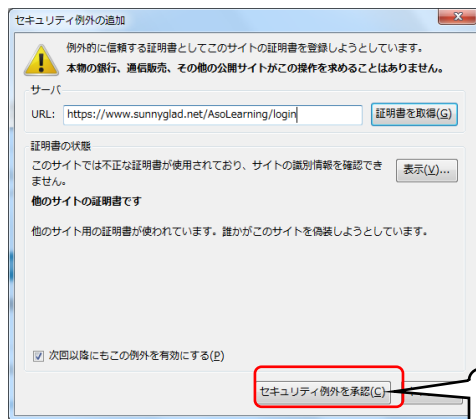 セキュリティ例外の追加
例外的に信頼する証明書としてこのサイトの証明書を登録しようとしています。
本物の銀行、通信販売、その他の公開サイトがこの操作を求めることはありません。
サーバ
URL: https://www.sunnyglad.net/AsoLearning/login 証明書を取得(G)
証明書の状態
このサイトでは不正な証明書が使用されており、サイトの識別情報を確認でき
ません。
表示(V)...
他のサイトの証明書です
他のサイト用の証明書が使われています。誰かがこのサイトを偽装しようとしています。
次回以降にもこの例外を有効にする(P)
セキュリティ例外を承認(C)